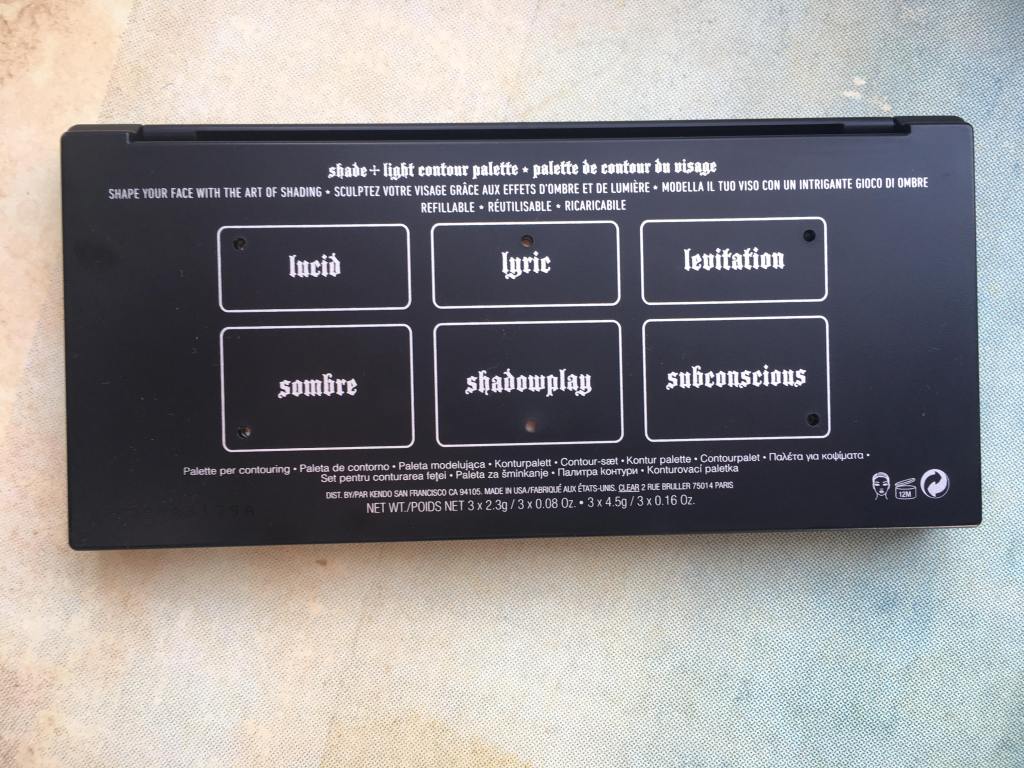 shade + light contour palette • palette de contour du visage
SHAPE YOUR FACE WITH THE ART OF SHADING • SCULPTEZ VOTRE VISAGE GRÂCE AUX EFFETS D'OMBRE ET DE LUMIÈRE • MODELLA IL TUO VISO CON UN INTRIGANTE GIOCO DI OMBRE
REFILLABLE • RÉUTILISABLE • RICARICABILE
lucid
lyric
levitation
sombre
shadowplay
subconscious
Palette per contouring • Paleta de contorno • Paleta modelująca • Konturpalett • Contour-sæt • Kontur palette • Contourpalet • Παλέτα για κοψίματα •
Set pentru conturarea feței • Paleta za šminkanje • Палитра контури • Konturovací paletka
DIST. BY/PAR KENDO SAN FRANCISCO CA 94105. MADE IN USA/FABRIQUÉ AUX ÉTATS-UNIS. CLEAR 2 RUE BRULLER 75014 PARIS
NET WT./POIDS NET 3 x 2.3g / 3 x 0.08 Oz. • 3 x 4.5g / 3 x 0.16 Oz.
12M